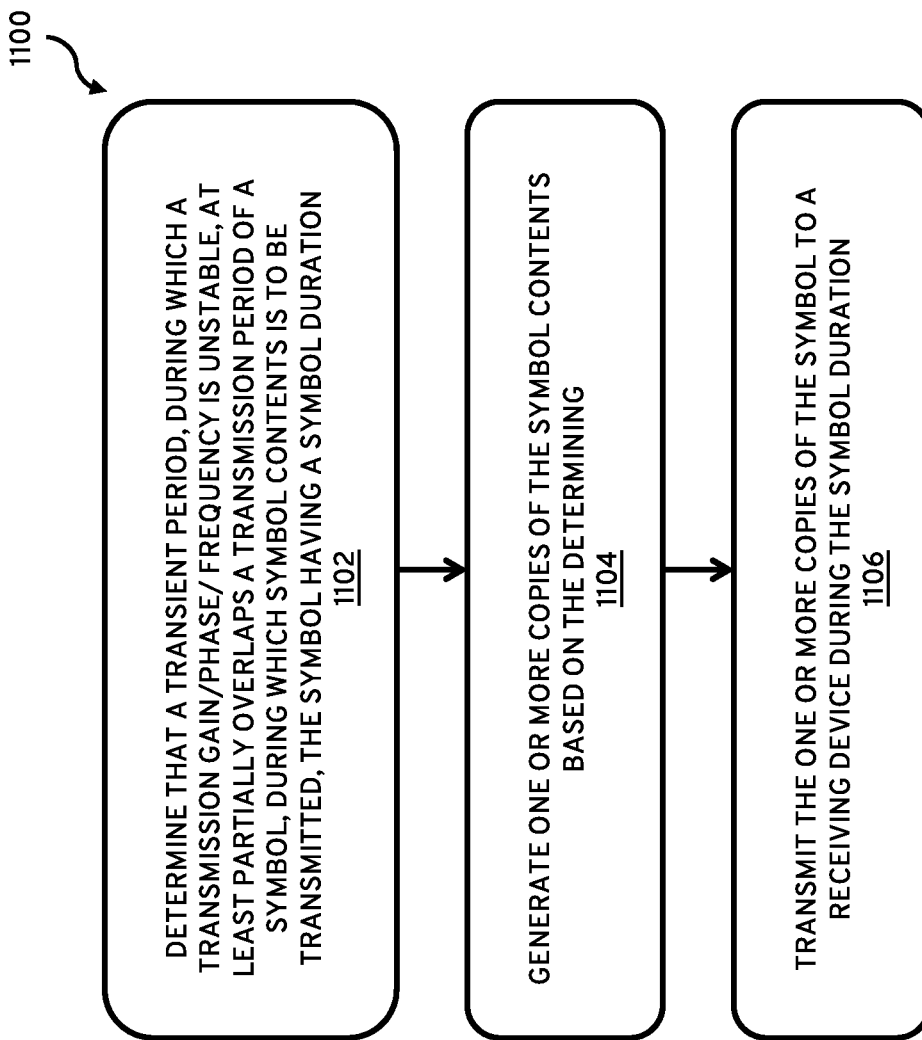 1100
DETERMINE THAT A TRANSIENT PERIOD, DURING WHICH A
TRANSMISSION GAIN/PHASE/ FREQUENCY IS UNSTABLE, AT
LEAST PARTIALLY OVERLAPS A TRANSMISSION PERIOD OF A
SYMBOL, DURING WHICH SYMBOL CONTENTS IS TO BE
TRANSMITTED, THE SYMBOL HAVING A SYMBOL DURATION
1102
GENERATE ONE OR MORE COPIES OF THE SYMBOL CONTENTS
BASED ON THE DETERMINING
1104
TRANSMIT THE ONE OR MORE COPIES OF THE SYMBOL TO A
RECEIVING DEVICE DURING THE SYMBOL DURATION
1106